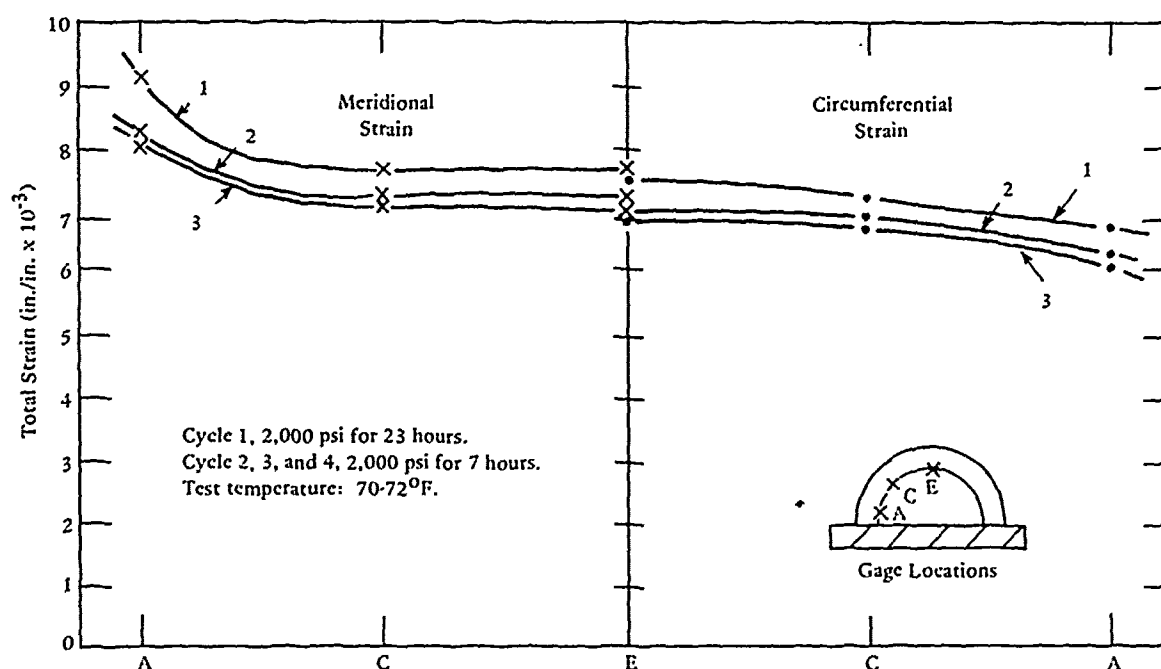 10
9
8
7
6
5
4
3
2
1
0
Total Strain (in./in. x 10⁻³)
Meridional
Strain
Circumferential
Strain
1
2
3
1
2
3
Cycle 1, 2,000 psi for 23 hours.
Cycle 2, 3, and 4, 2,000 psi for 7 hours.
Test temperature: 70-72°F.
E
C
A
Gage Locations
A
C
E
C
A